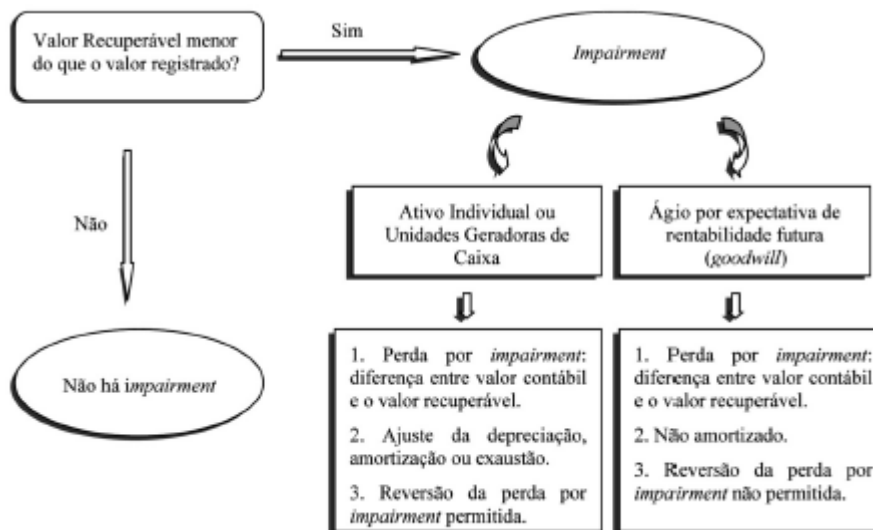 Valor Recuperável menor
do que o valor registrado?
Sim
Impairment
Não
Não há impairment
Ativo Individual ou
Unidades Geradoras de
Caixa
Ágio por expectativa de
rentabilidade futura
(goodwill)
1. Perda por impairment:
diferença entre valor contábil
e o valor recuperável.
2. Ajuste da depreciação,
amortização ou exaustão.
3. Reversão da perda por
impairment permitida.
1. Perda por impairment:
diferença entre valor contábil
e o valor recuperável.
2. Não amortizado.
3. Reversão da perda por
impairment não permitida.